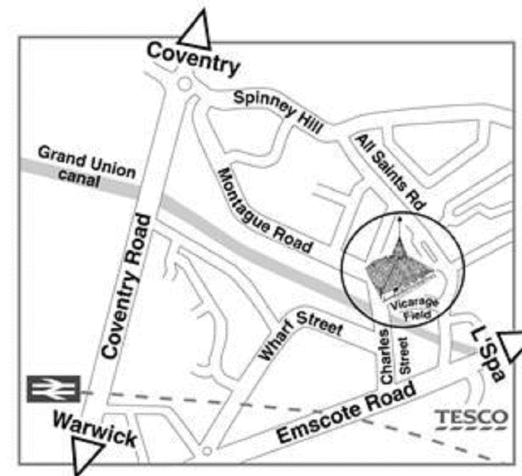 Coventry
Spinney Hill
All Saints Rd
Grand Union
canal
Montague Road
Coventry Road
Vicarage
Field
Wharf Street
Charles
Street
L'Spa
Emscote Road
TESCO
Warwick